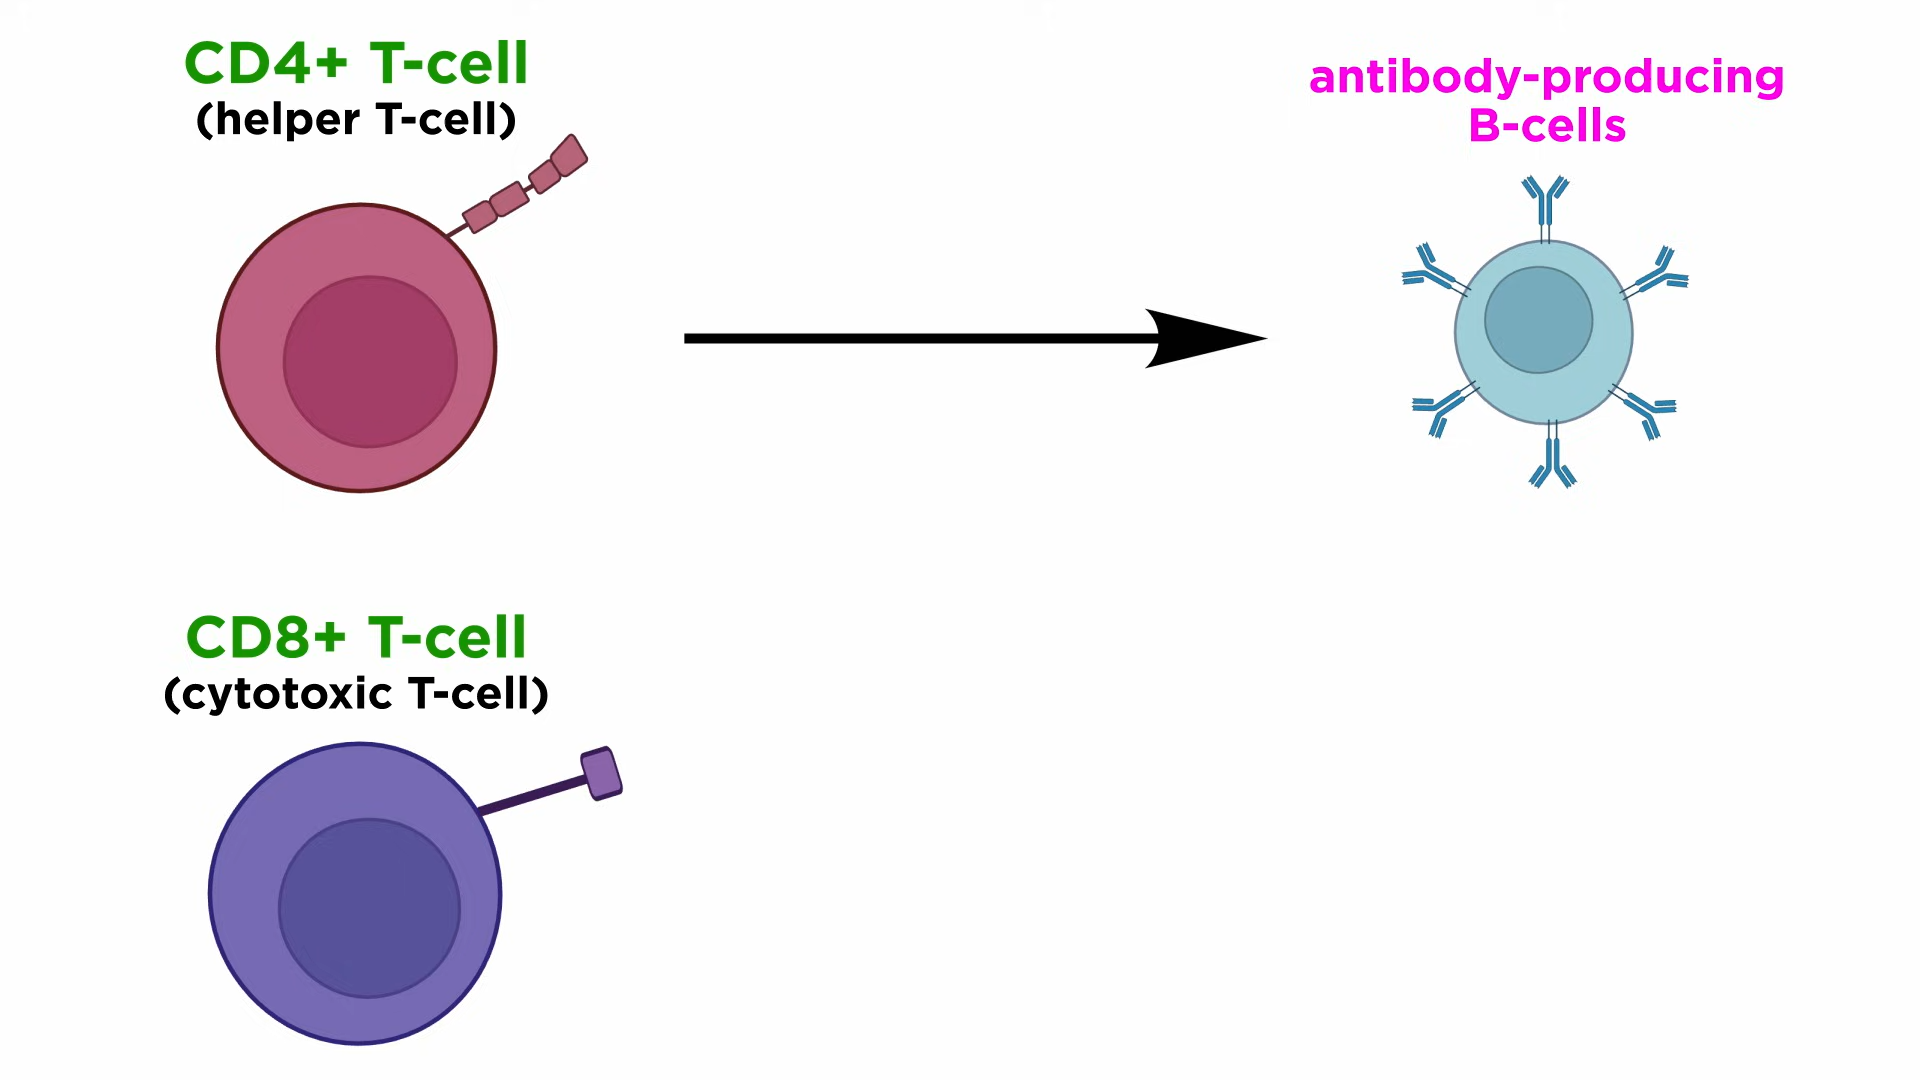 CD4+ T-cell
(helper T-cell)
antibody-producing
B-cells
CD8+ T-cell
(cytotoxic T-cell)